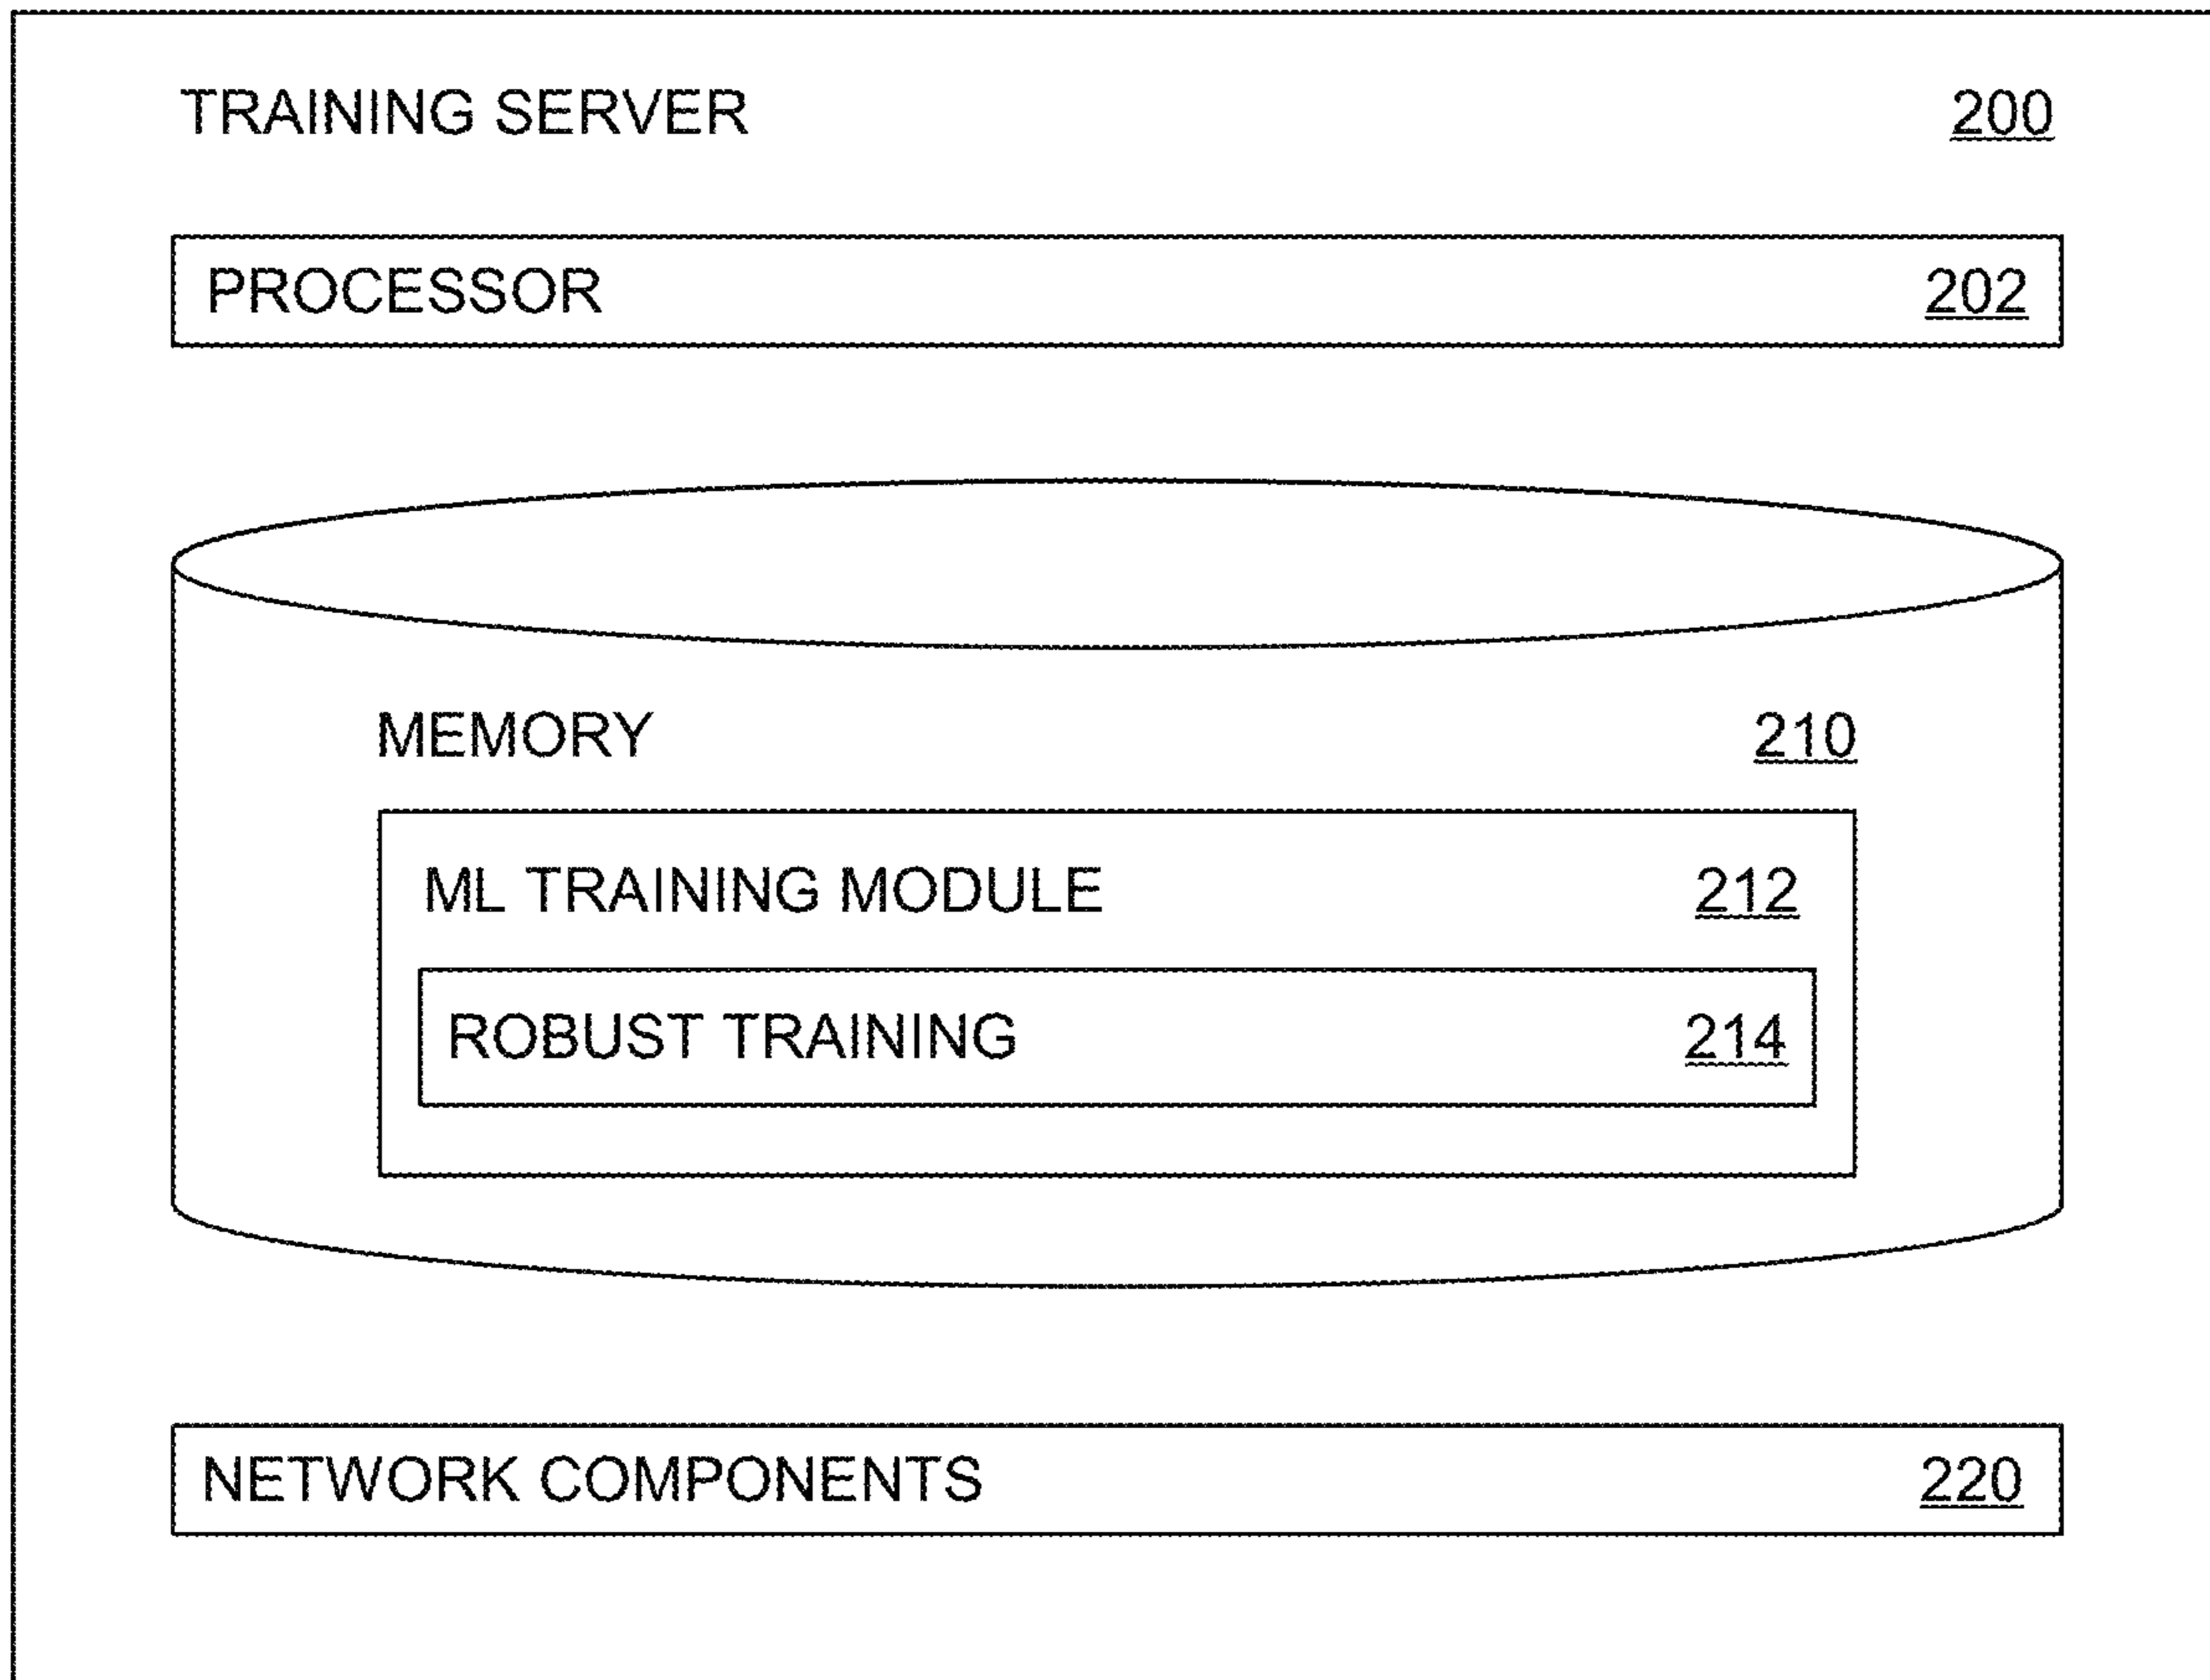 TRAINING SERVER 200
PROCESSOR 202
MEMORY 210
ML TRAINING MODULE 212
ROBUST TRAINING 214
NETWORK COMPONENTS 220